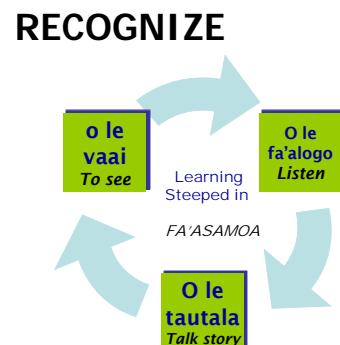 RECOGNIZE
o le
vaai
To see
O le
fa'alogo
Listen
Learning
Steeped in
FA'ASAMOA
O le
tautala
Talk story